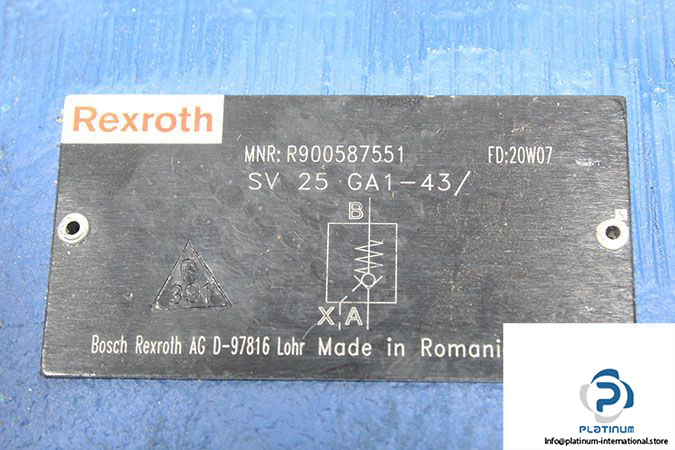 Rexroth
MNR: R900587551 FD:20W07
SV 25 GA1-43/
B
391
X A
Bosch Rexroth AG D-97816 Lohr Made in Romani
PLATINUM
Info@platinum-international.store